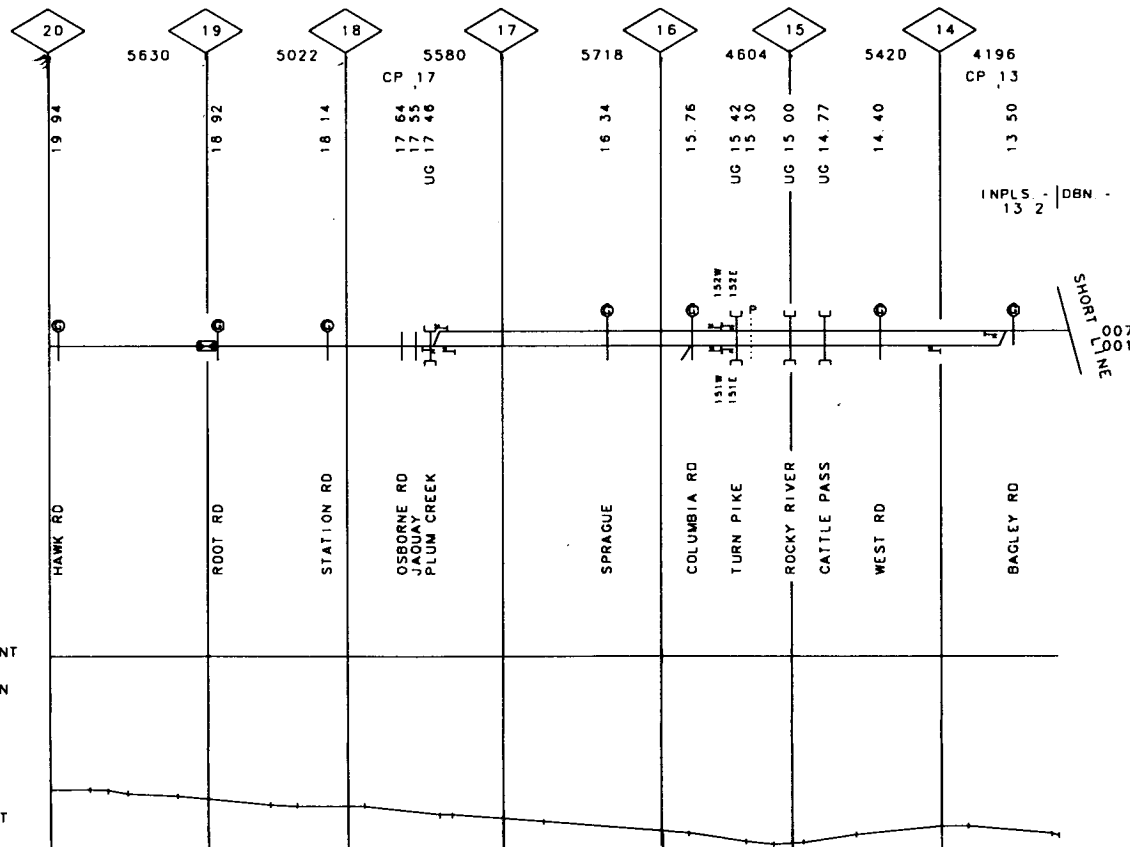 20 19 18 17 16 15 14
5630 5022 5580 5718 4604 5420 4196
CP 17
CP 13
19 94
18 92
18 14
17 64
17 55
UG 17 46
16 34
15.76
UG 15 42
15 30
UG 15 00
UG 14.77
14.40
13 50
INPLS. - | DBN. -
13 2
152W
152E
P
G G G G G G G
SHORT LINE
007
001
151W
151E
HAWK RD
ROOT RD
STATION RD
OSBORNE RD
JAQUAY
PLUM CREEK
SPRAGUE
COLUMBIA RD
TURN PIKE
ROCKY RIVER
CATTLE PASS
WEST RD
BAGLEY RD
NT
N
T